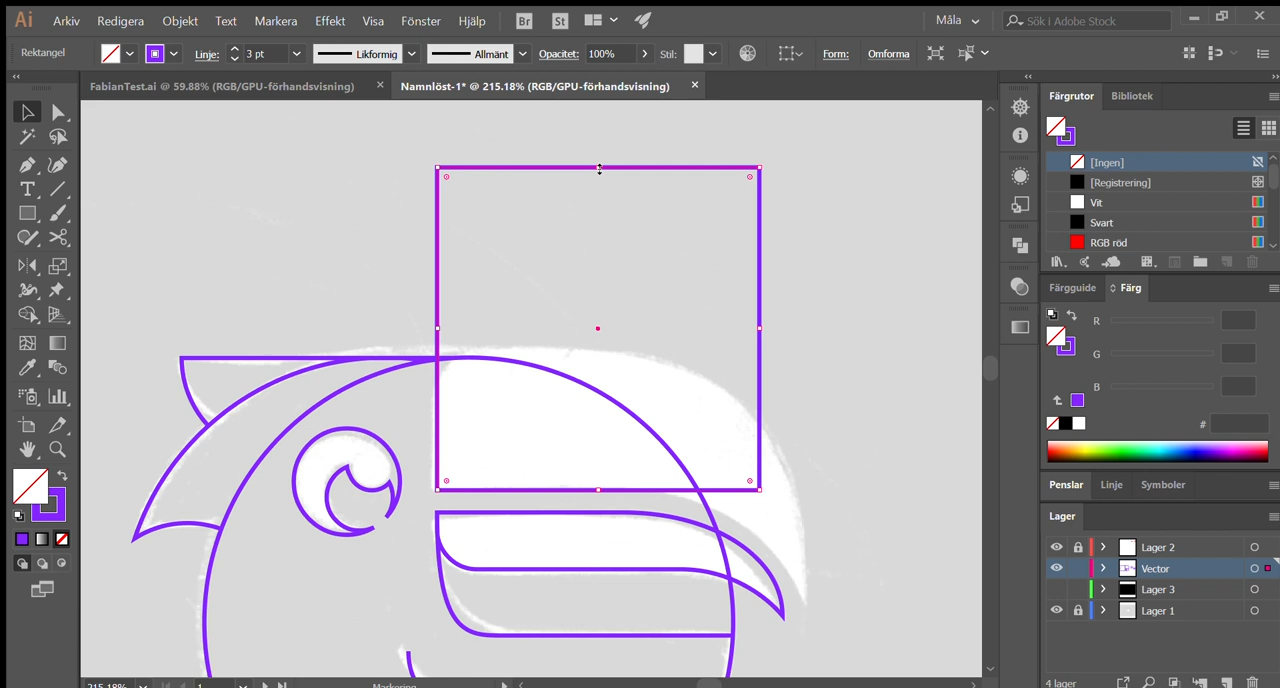 Ai Arkiv Redigera Objekt Text Markera Effekt Visa Fönster Hjälp Br St Måla Sök i Adobe Stock
Rektangel Linje: 3 pt Likformig Allmänt Opacitet: 100% Stil: Form: Omforma
FabianTest.ai @ 59.88% (RGB/GPU-förhandsvisning) × Namnlöst-1* @ 215.18% (RGB/GPU-förhandsvisning) ×
Färgrutor Bibliotek
[Ingen]
[Registrering]
Vit
Svart
RGB röd
Färgguide Färg
R
G
B
#
Penslar Linje Symboler
Lager
Lager 2
Vector
Lager 3
Lager 1
4 lager
215.18% 1 Markering